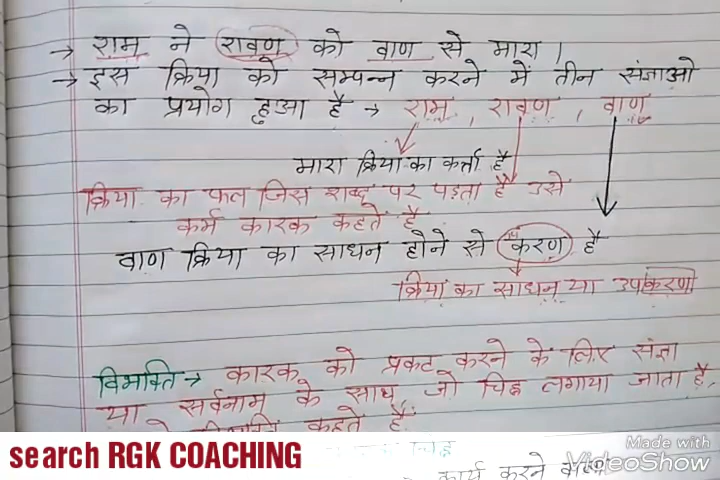 → राम ने रावण को वाण से मारा।
→ इस क्रिया को सम्पन्न करने में तीन संज्ञाओ
का प्रयोग हुआ है → राम, रावण, वाण
मारा क्रिया का कर्त्ता है
क्रिया का फल जिस शब्द पर पड़ता है उसे
कर्म कारक कहते है
वाण क्रिया का साधन होने से करण है
क्रिया का साधन या उपकरण
विभक्ति → कारक को प्रकट करने के लिए संज्ञा
या सर्वनाम के साथ, जो चिह्न लगाया जाता है,
कहते है:
search RGK COACHING
Made with
VideoShow
कार्य करने वाला